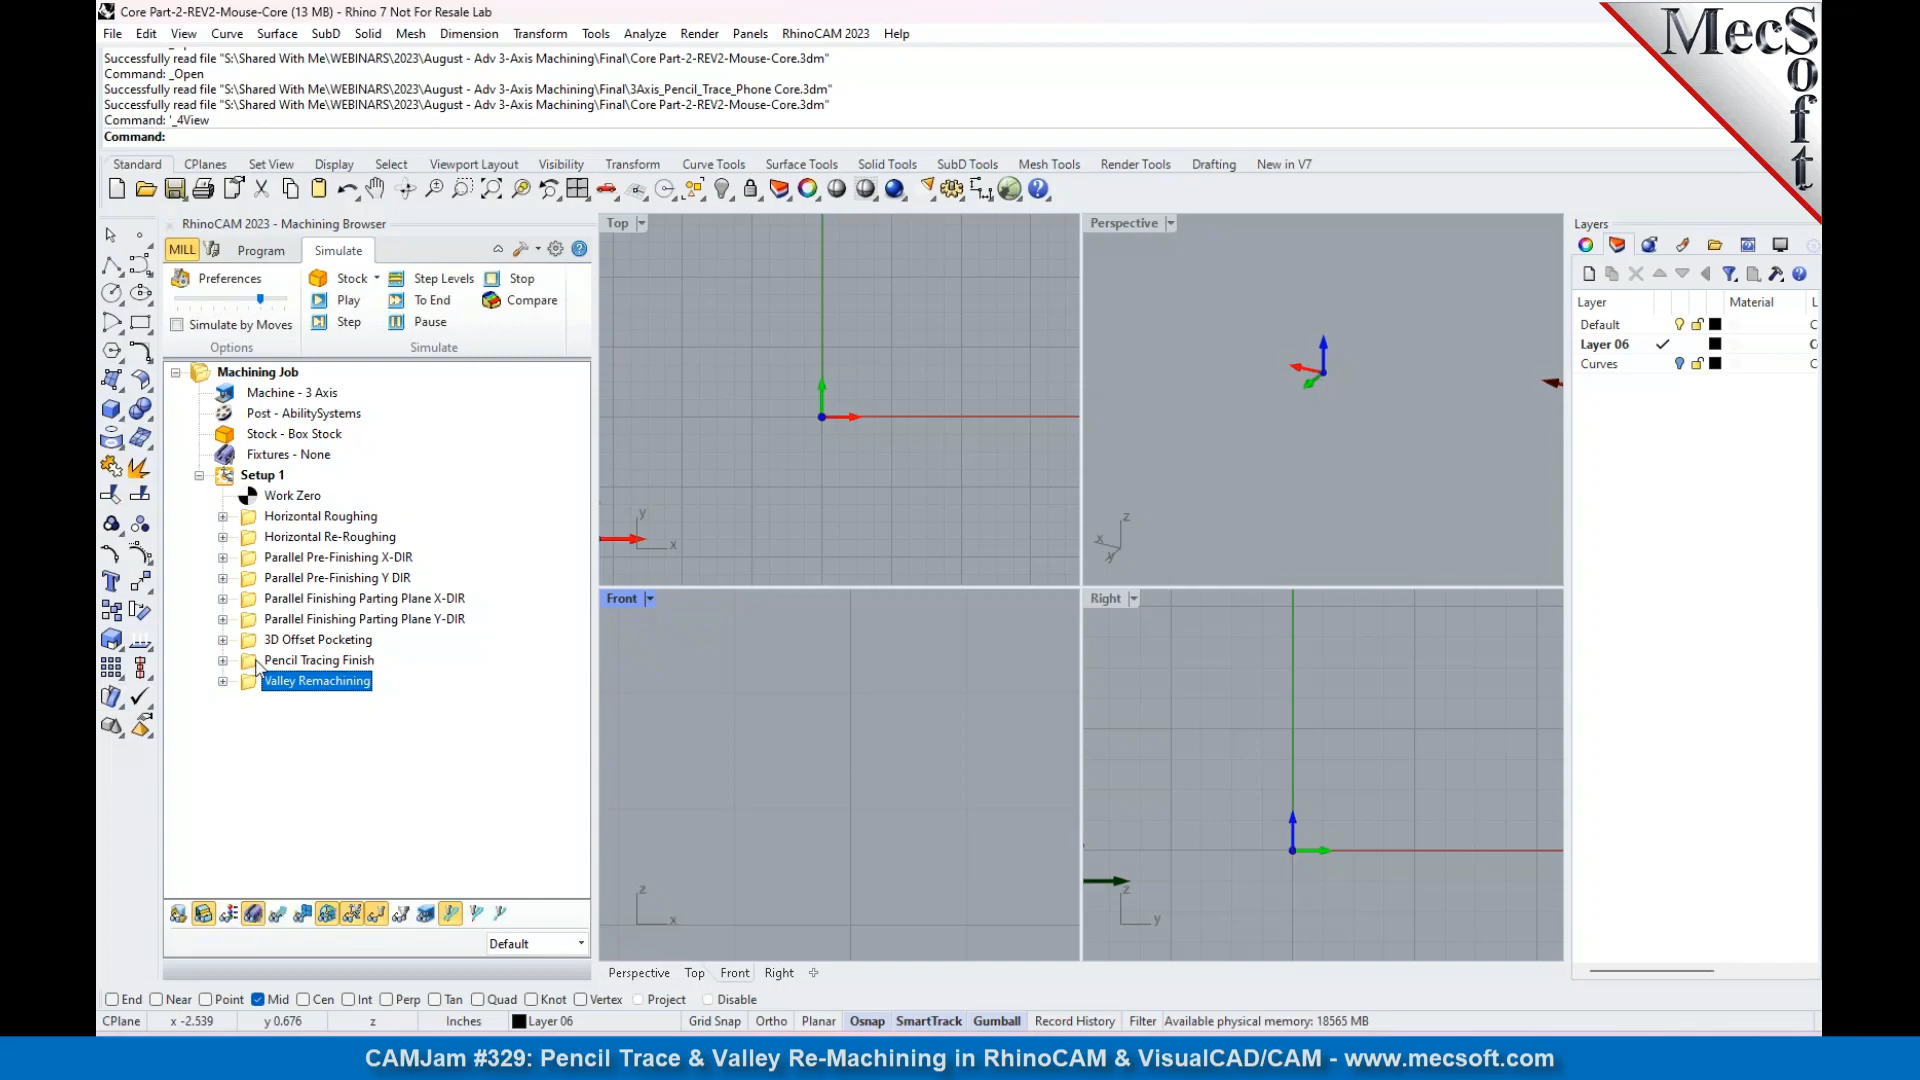 Core Part-2-REV2-Mouse-Core (13 MB) - Rhino 7 Not For Resale Lab
File Edit View Curve Surface SubD Solid Mesh Dimension Transform Tools Analyze Render Panels RhinoCAM 2023 Help
Successfully read file "S:\Shared With Me\WEBINARS\2023\August - Adv 3-Axis Machining\Final\Core Part-2-REV2-Mouse-Core.3dm"
Command: _Open
Successfully read file "S:\Shared With Me\WEBINARS\2023\August - Adv 3-Axis Machining\Final\3Axis_Pencil_Trace_Phone Core.3dm"
Successfully read file "S:\Shared With Me\WEBINARS\2023\August - Adv 3-Axis Machining\Final\Core Part-2-REV2-Mouse-Core.3dm"
Command: '_4View
Command:
MecSoft
Standard CPlanes Set View Display Select Viewport Layout Visibility Transform Curve Tools Surface Tools Solid Tools SubD Tools Mesh Tools Render Tools Drafting New in V7
RhinoCAM 2023 - Machining Browser
MILL Program Simulate
Preferences
Simulate by Moves
Options
Stock Step Levels Stop
Play To End Compare
Step Pause
Simulate
Machining Job
Machine - 3 Axis
Post - AbilitySystems
Stock - Box Stock
Fixtures - None
Setup 1
Work Zero
Horizontal Roughing
Horizontal Re-Roughing
Parallel Pre-Finishing X-DIR
Parallel Pre-Finishing Y DIR
Parallel Finishing Parting Plane X-DIR
Parallel Finishing Parting Plane Y-DIR
3D Offset Pocketing
Pencil Tracing Finish
Valley Remachining
Default
Top
y
x
Perspective
z
x
y
Front
z
x
Right
z
y
Layers
Layer Material L
Default C
Layer 06 C
Curves C
Perspective Top Front Right
End Near Point Mid Cen Int Perp Tan Quad Knot Vertex Project Disable
CPlane x -2.539 y 0.676 z Inches Layer 06 Grid Snap Ortho Planar Osnap SmartTrack Gumball Record History Filter Available physical memory: 18565 MB
CAMJam #329: Pencil Trace & Valley Re-Machining in RhinoCAM & VisualCAD/CAM - www.mecsoft.com